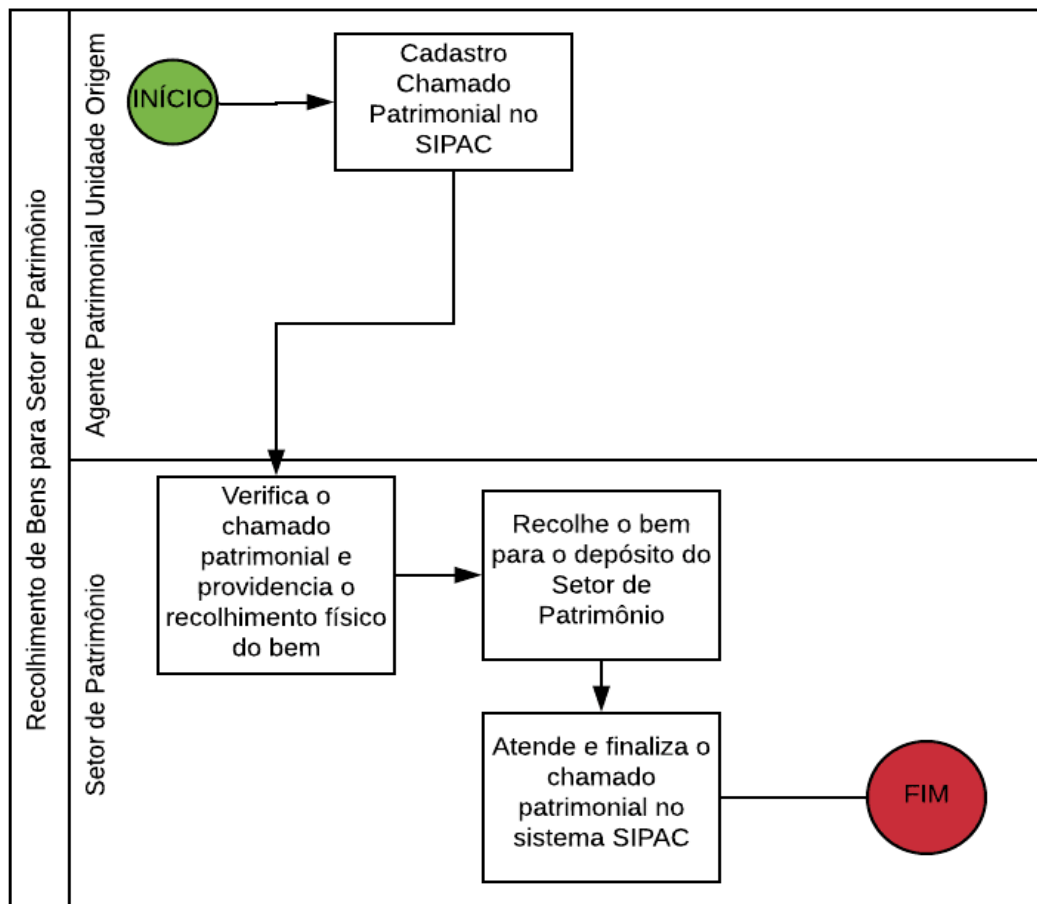 Recolhimento de Bens para Setor de Patrimônio
Agente Patrimonial Unidade Origem
INÍCIO
Cadastro
Chamado
Patrimonial no
SIPAC
Setor de Patrimônio
Verifica o
chamado
patrimonial e
providencia o
recolhimento físico
do bem
Recolhe o bem
para o depósito do
Setor de
Patrimônio
Atende e finaliza o
chamado
patrimonial no
sistema SIPAC
FIM